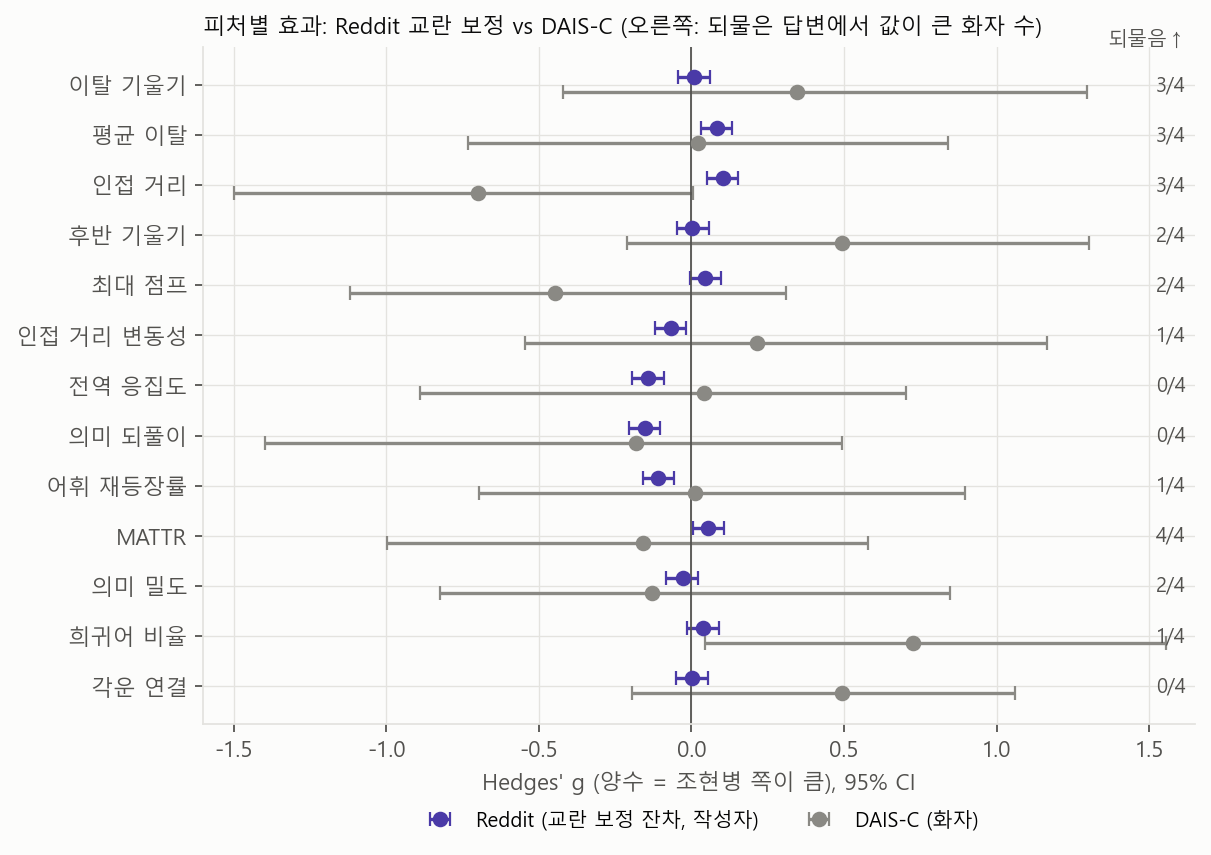 피처별 효과: Reddit 교란 보정 vs DAIS-C (오른쪽: 되물은 답변에서 값이 큰 화자 수)
되물음↑
이탈 기울기 3/4
평균 이탈 3/4
인접 거리 3/4
후반 기울기 2/4
최대 점프 2/4
인접 거리 변동성 1/4
전역 응집도 0/4
의미 되풀이 0/4
어휘 재등장률 1/4
MATTR 4/4
의미 밀도 2/4
희귀어 비율 1/4
각운 연결 0/4
-1.5 -1.0 -0.5 0.0 0.5 1.0 1.5
Hedges' g (양수 = 조현병 쪽이 큼), 95% CI
Reddit (교란 보정 잔차, 작성자) DAIS-C (화자)